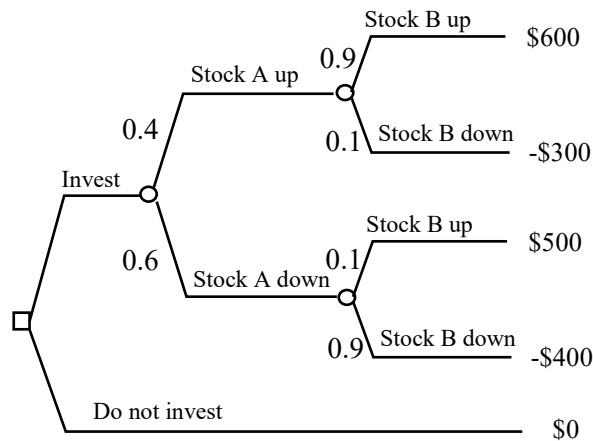 Stock B up
$600
0.9
Stock A up
0.4
0.1
Stock B down
-$300
Invest
Stock B up
$500
0.6
0.1
Stock A down
0.9
Stock B down
-$400
Do not invest
$0